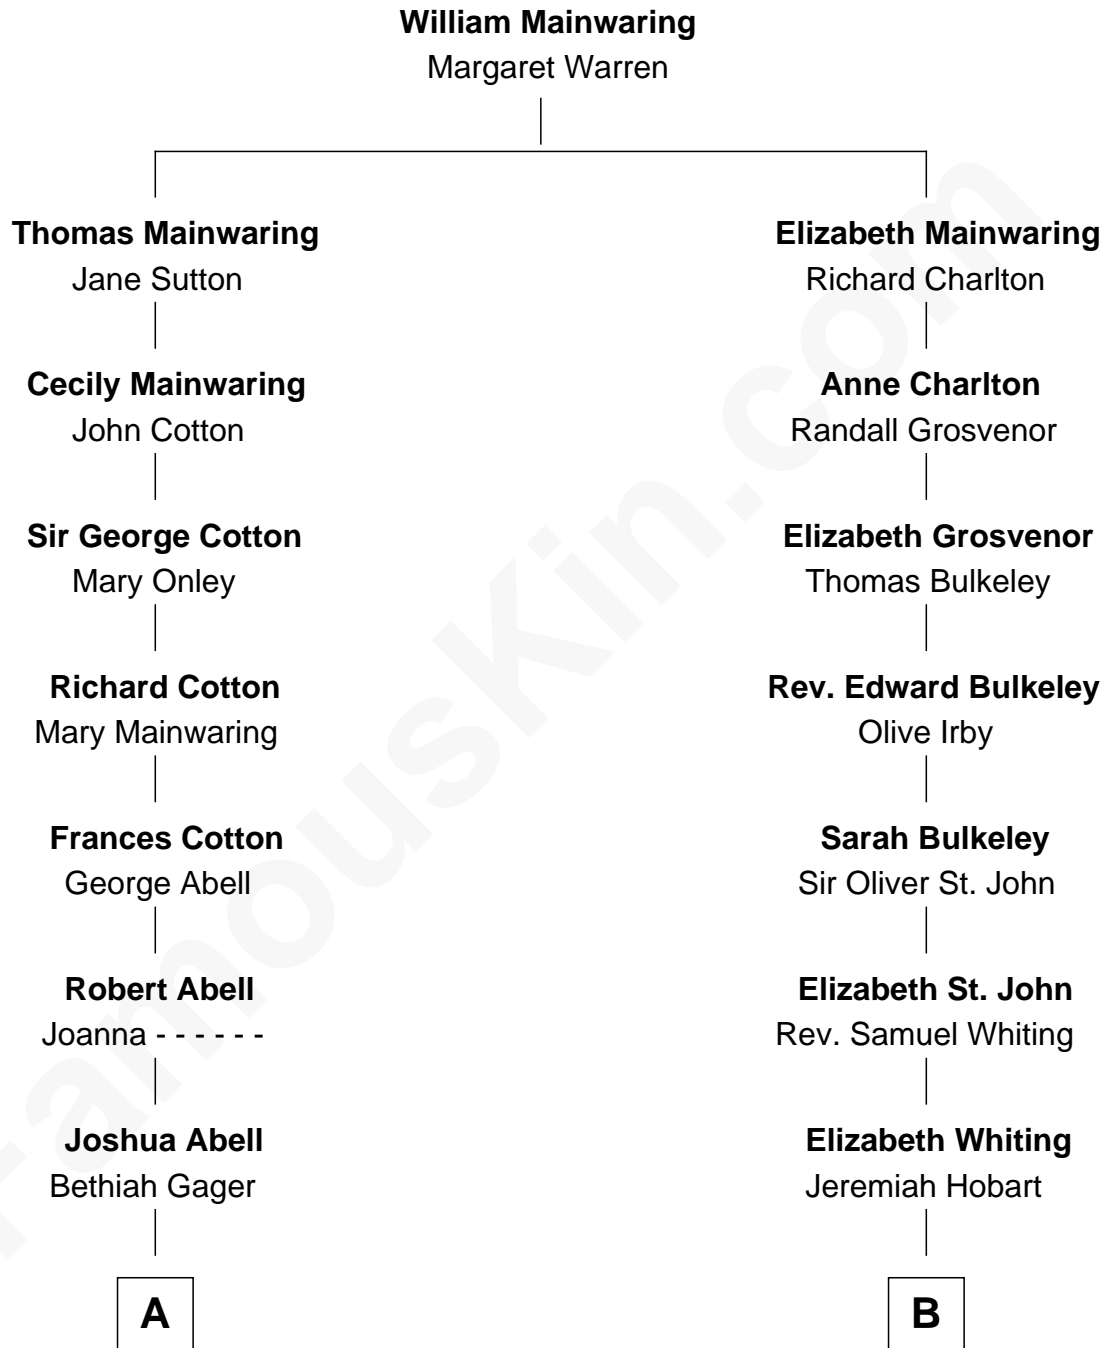 William Mainwaring
Margaret Warren
Thomas Mainwaring
Jane Sutton
Elizabeth Mainwaring
Richard Charlton
Cecily Mainwaring
John Cotton
Anne Charlton
Randall Grosvenor
Sir George Cotton
Mary Onley
Elizabeth Grosvenor
Thomas Bulkeley
Richard Cotton
Mary Mainwaring
Rev. Edward Bulkeley
Olive Irby
Frances Cotton
George Abell
Sarah Bulkeley
Sir Oliver St. John
Robert Abell
Joanna - - - - - -
Elizabeth St. John
Rev. Samuel Whiting
Joshua Abell
Bethiah Gager
Elizabeth Whiting
Jeremiah Hobart
A
B
FamousKin.com